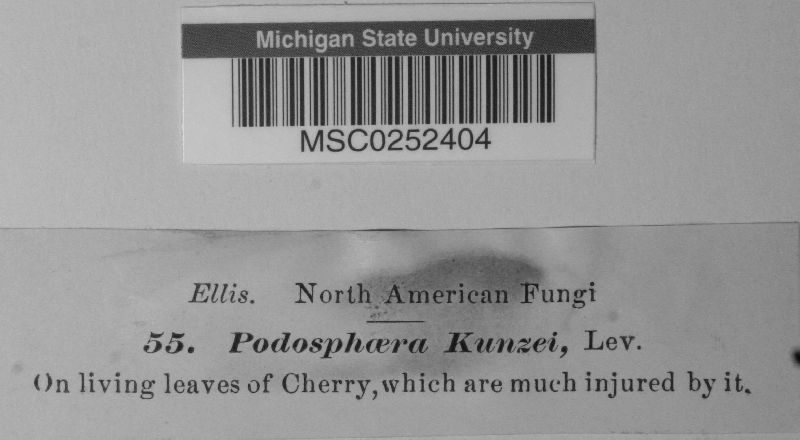 Michigan State University
MSC0252404
Ellis. North American Fungi
55. Podosphæra Kunzei, Lev.
On living leaves of Cherry, which are much injured by it.